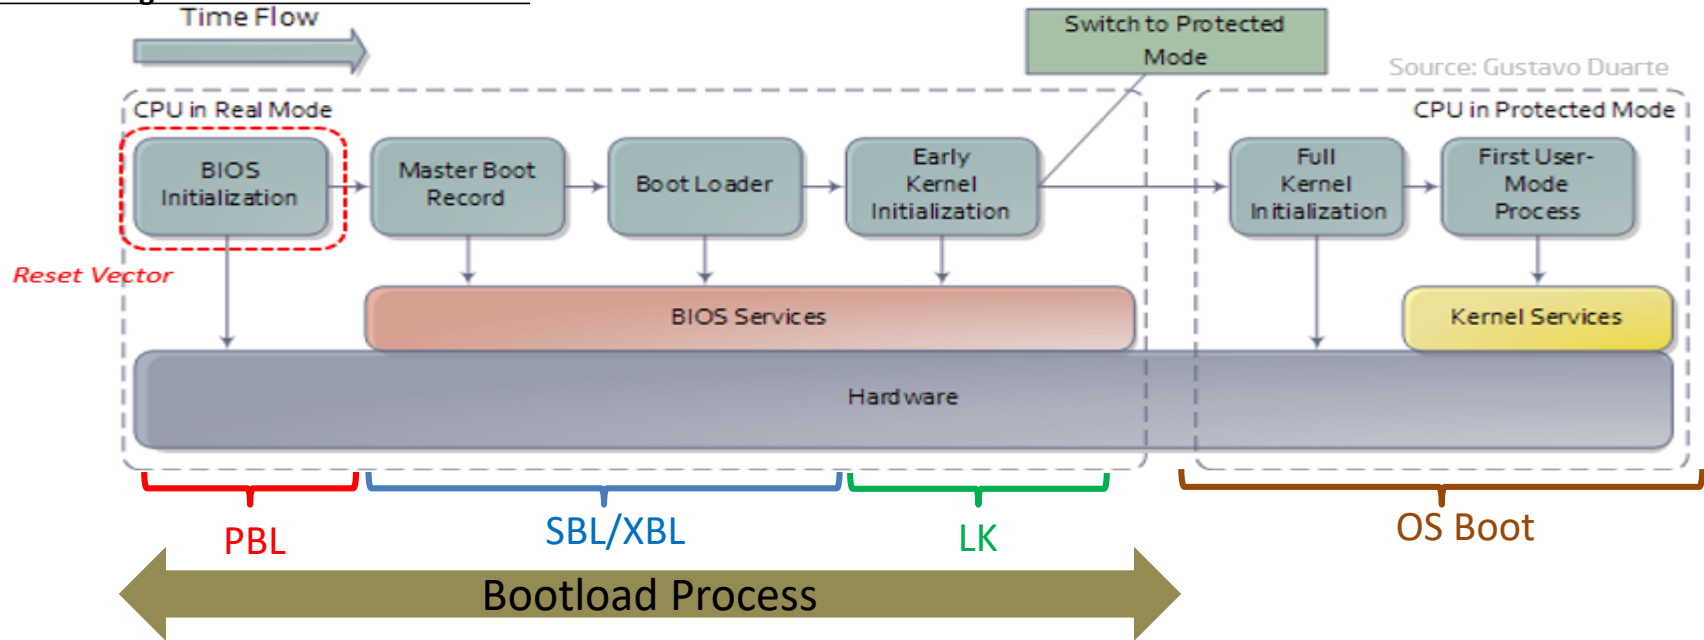 Time Flow
Switch to Protected
Mode
Source: Gustavo Duarte
CPU in Real Mode
CPU in Protected Mode
BIOS
Initialization
Master Boot
Record
Boot Loader
Early
Kernel
Initialization
Full
Kernel
Initialization
First User-
Mode
Process
Reset Vector
BIOS Services
Kernel Services
Hardware
PBL
SBL/XBL
LK
OS Boot
Bootload Process